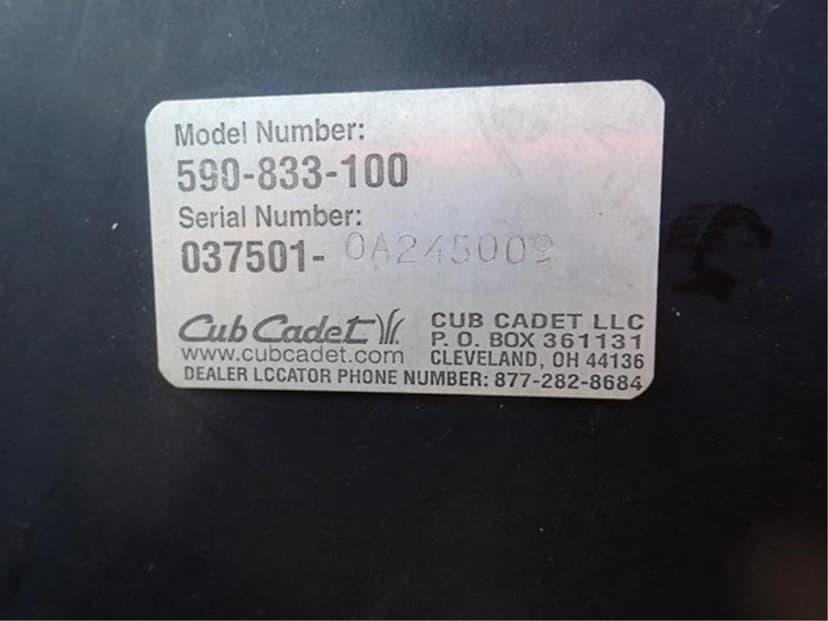 Model Number:
590-833-100
Serial Number:
037501- 0A245009
Cub Cadet
www.cubcadet.com
CUB CADET LLC
P. O. BOX 361131
CLEVELAND, OH 44136
DEALER LOCATOR PHONE NUMBER: 877-282-8684